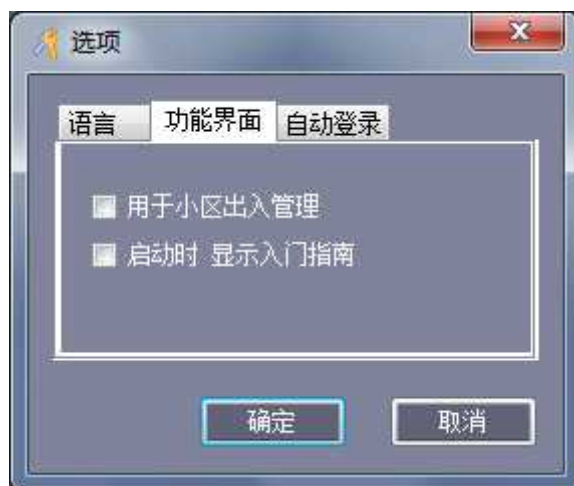 选项
语言 功能界面 自动登录
用于小区出入管理
启动时 显示入门指南
确定 取消